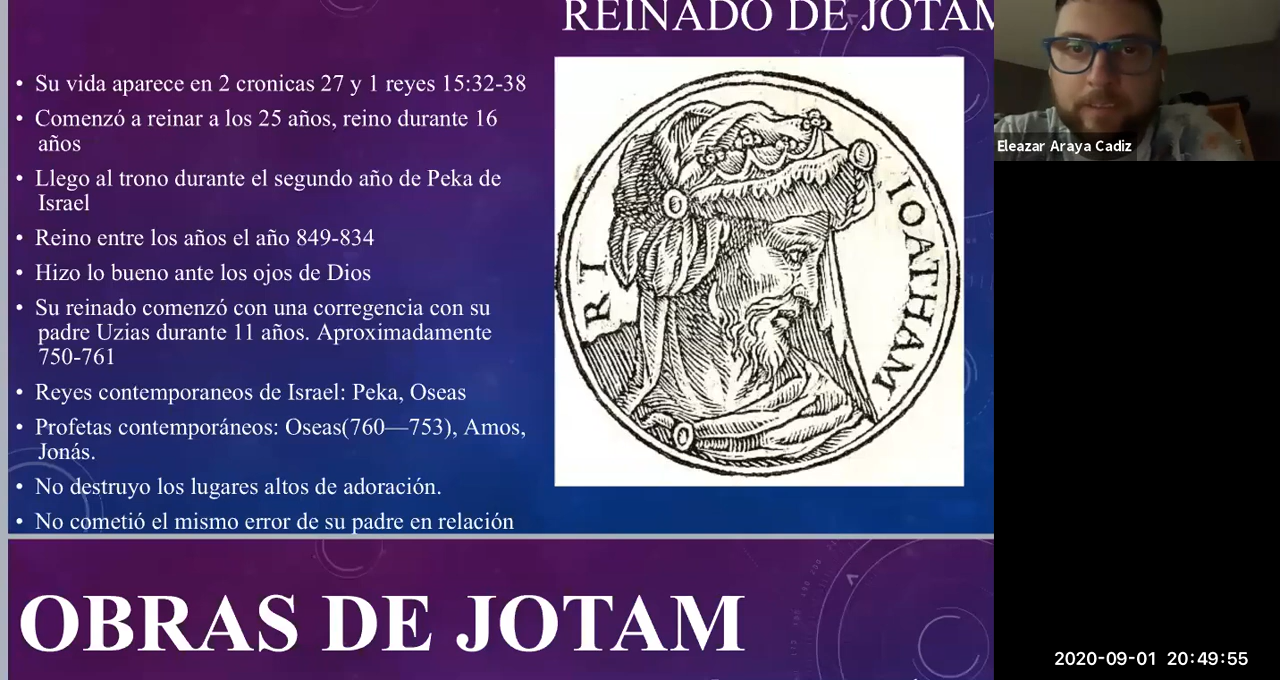 REINADO DE JOTAM
• Su vida aparece en 2 cronicas 27 y 1 reyes 15:32-38
• Comenzó a reinar a los 25 años, reino durante 16
años
• Llego al trono durante el segundo año de Peka de
Israel
• Reino entre los años el año 849-834
• Hizo lo bueno ante los ojos de Dios
• Su reinado comenzó con una corregencia con su
padre Uzias durante 11 años. Aproximadamente
750-761
• Reyes contemporaneos de Israel: Peka, Oseas
• Profetas contemporáneos: Oseas(760—753), Amos,
Jonás.
• No destruyo los lugares altos de adoración.
• No cometió el mismo error de su padre en relación
RI
IOATHAM
Eleazar Araya Cadiz
OBRAS DE JOTAM
2020-09-01 20:49:55